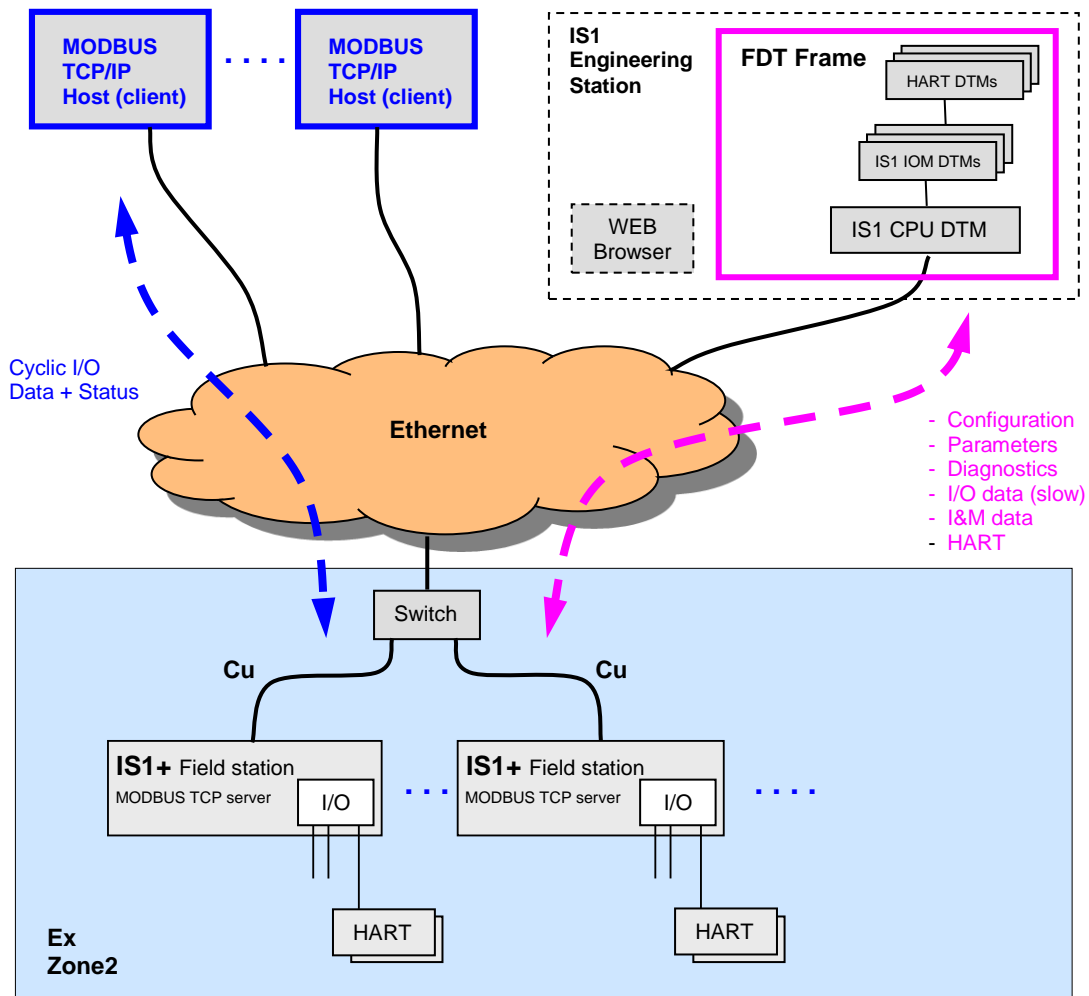 MODBUS
TCP/IP
Host (client)
. . . .
MODBUS
TCP/IP
Host (client)
IS1
Engineering
Station
FDT Frame
HART DTMs
IS1 IOM DTMs
IS1 CPU DTM
WEB
Browser
Cyclic I/O
Data + Status
Ethernet
- Configuration
- Parameters
- Diagnostics
- I/O data (slow)
- I&M data
- HART
Switch
Cu
Cu
IS1+ Field station
MODBUS TCP server
I/O
. . . .
IS1+ Field station
MODBUS TCP server
I/O
. . . .
HART
HART
Ex
Zone2